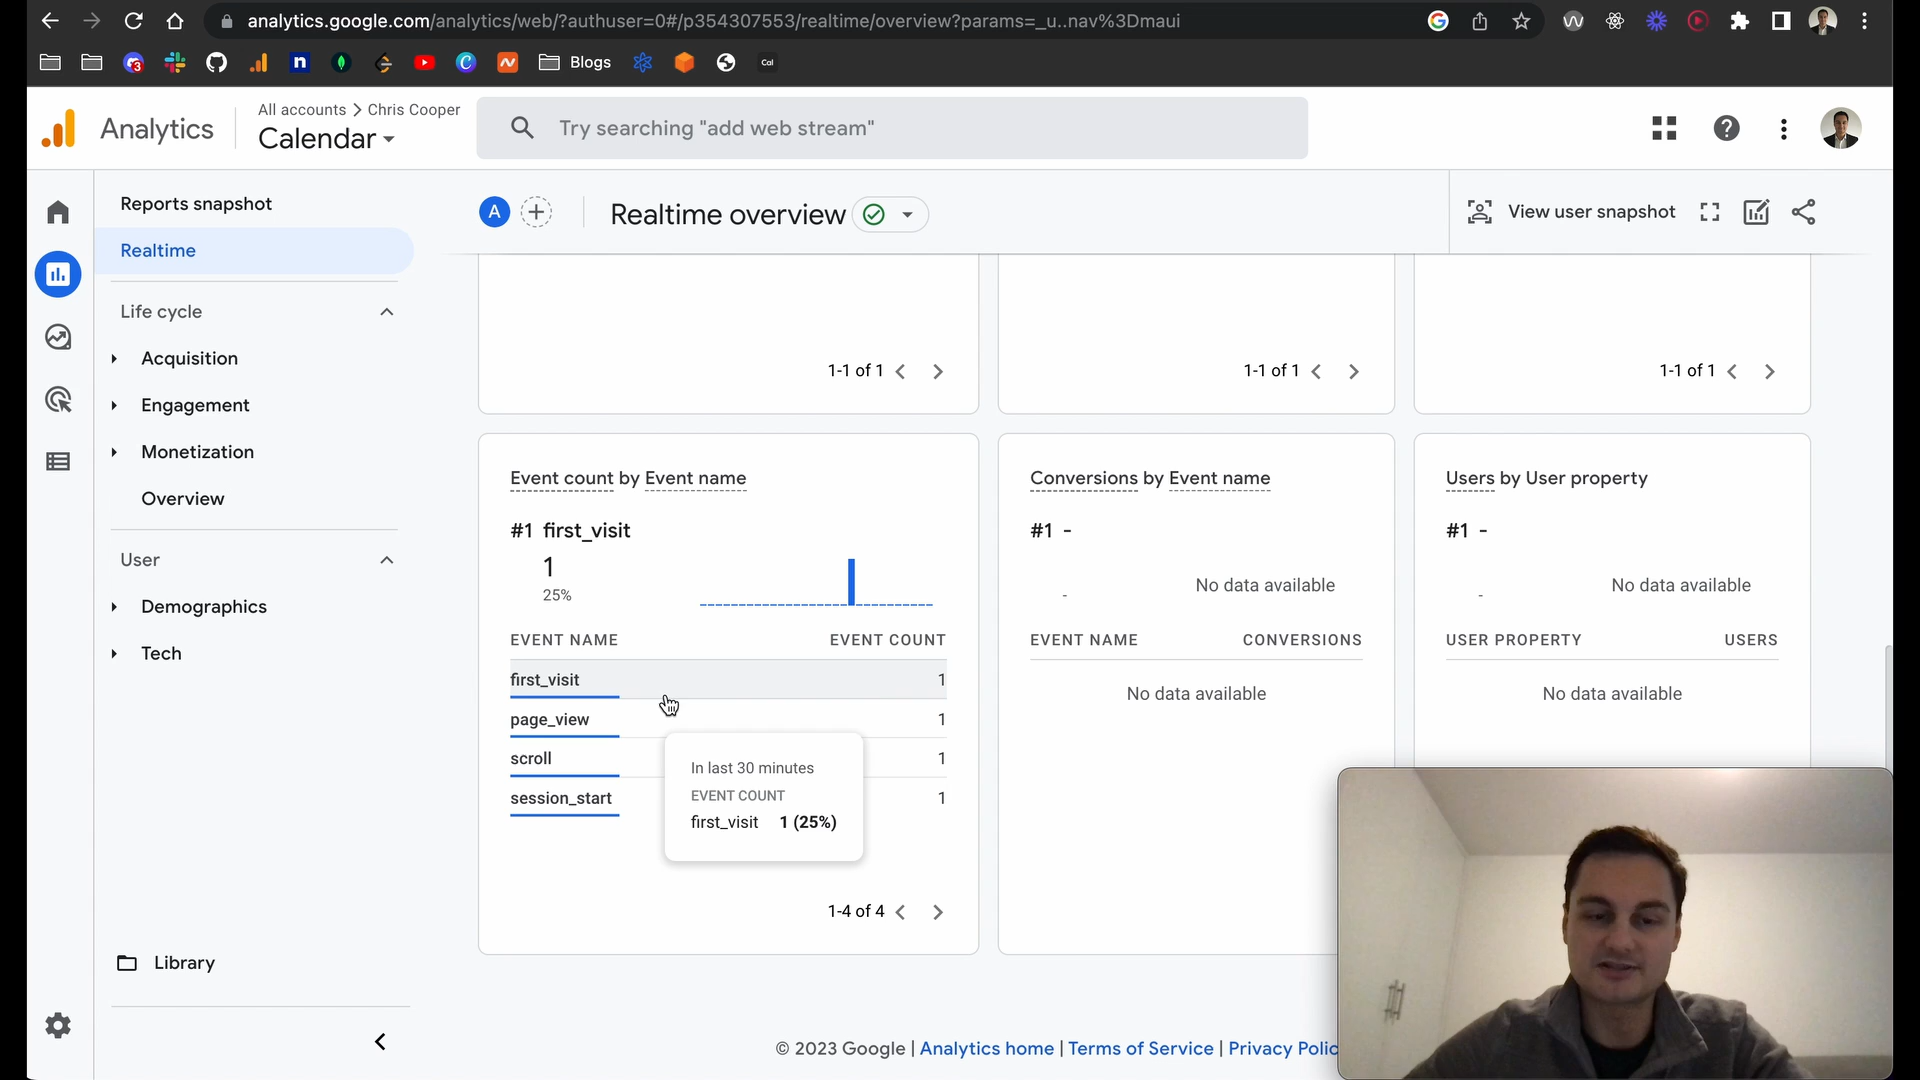 analytics.google.com/analytics/web/?authuser=0#/p354307553/realtime/overview?params=_u..nav%3Dmaui
3
n
Blogs
Cal
Analytics
All accounts > Chris Cooper
Calendar
Try searching "add web stream"
Reports snapshot
Realtime
Life cycle
Acquisition
Engagement
Monetization
Overview
User
Demographics
Tech
Library
A
Realtime overview
View user snapshot
1-1 of 1
1-1 of 1
1-1 of 1
Event count by Event name
#1 first_visit
1
25%
EVENT NAME EVENT COUNT
first_visit 1
page_view 1
scroll 1
session_start 1
In last 30 minutes
EVENT COUNT
first_visit 1 (25%)
1-4 of 4
Conversions by Event name
#1 -
-
No data available
EVENT NAME CONVERSIONS
No data available
Users by User property
#1 -
-
No data available
USER PROPERTY USERS
No data available
© 2023 Google | Analytics home | Terms of Service | Privacy Polic